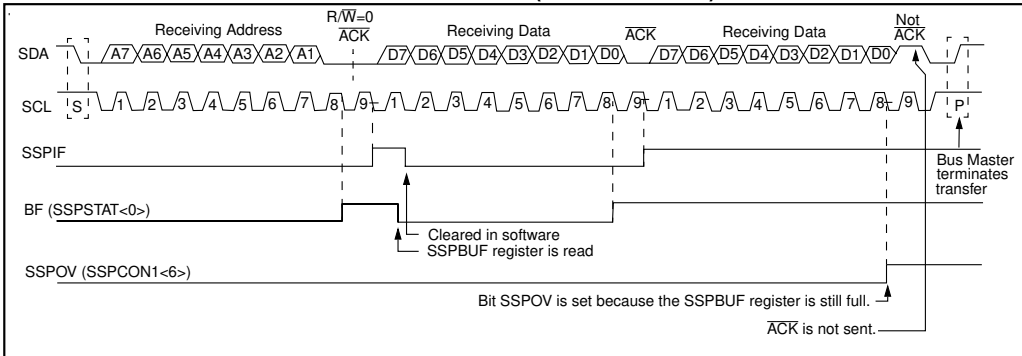 R/W=0
Receiving Address ACK Receiving Data ACK Receiving Data Not ACK
SDA A7 A6 A5 A4 A3 A2 A1 D7 D6 D5 D4 D3 D2 D1 D0 D7 D6 D5 D4 D3 D2 D1 D0
SCL S 1 2 3 4 5 6 7 8 9 1 2 3 4 5 6 7 8 9 1 2 3 4 5 6 7 8 9 P
SSPIF
Bus Master
terminates
transfer
BF (SSPSTAT<0>)
Cleared in software
SSPBUF register is read
SSPOV (SSPCON1<6>)
Bit SSPOV is set because the SSPBUF register is still full.
ACK is not sent.